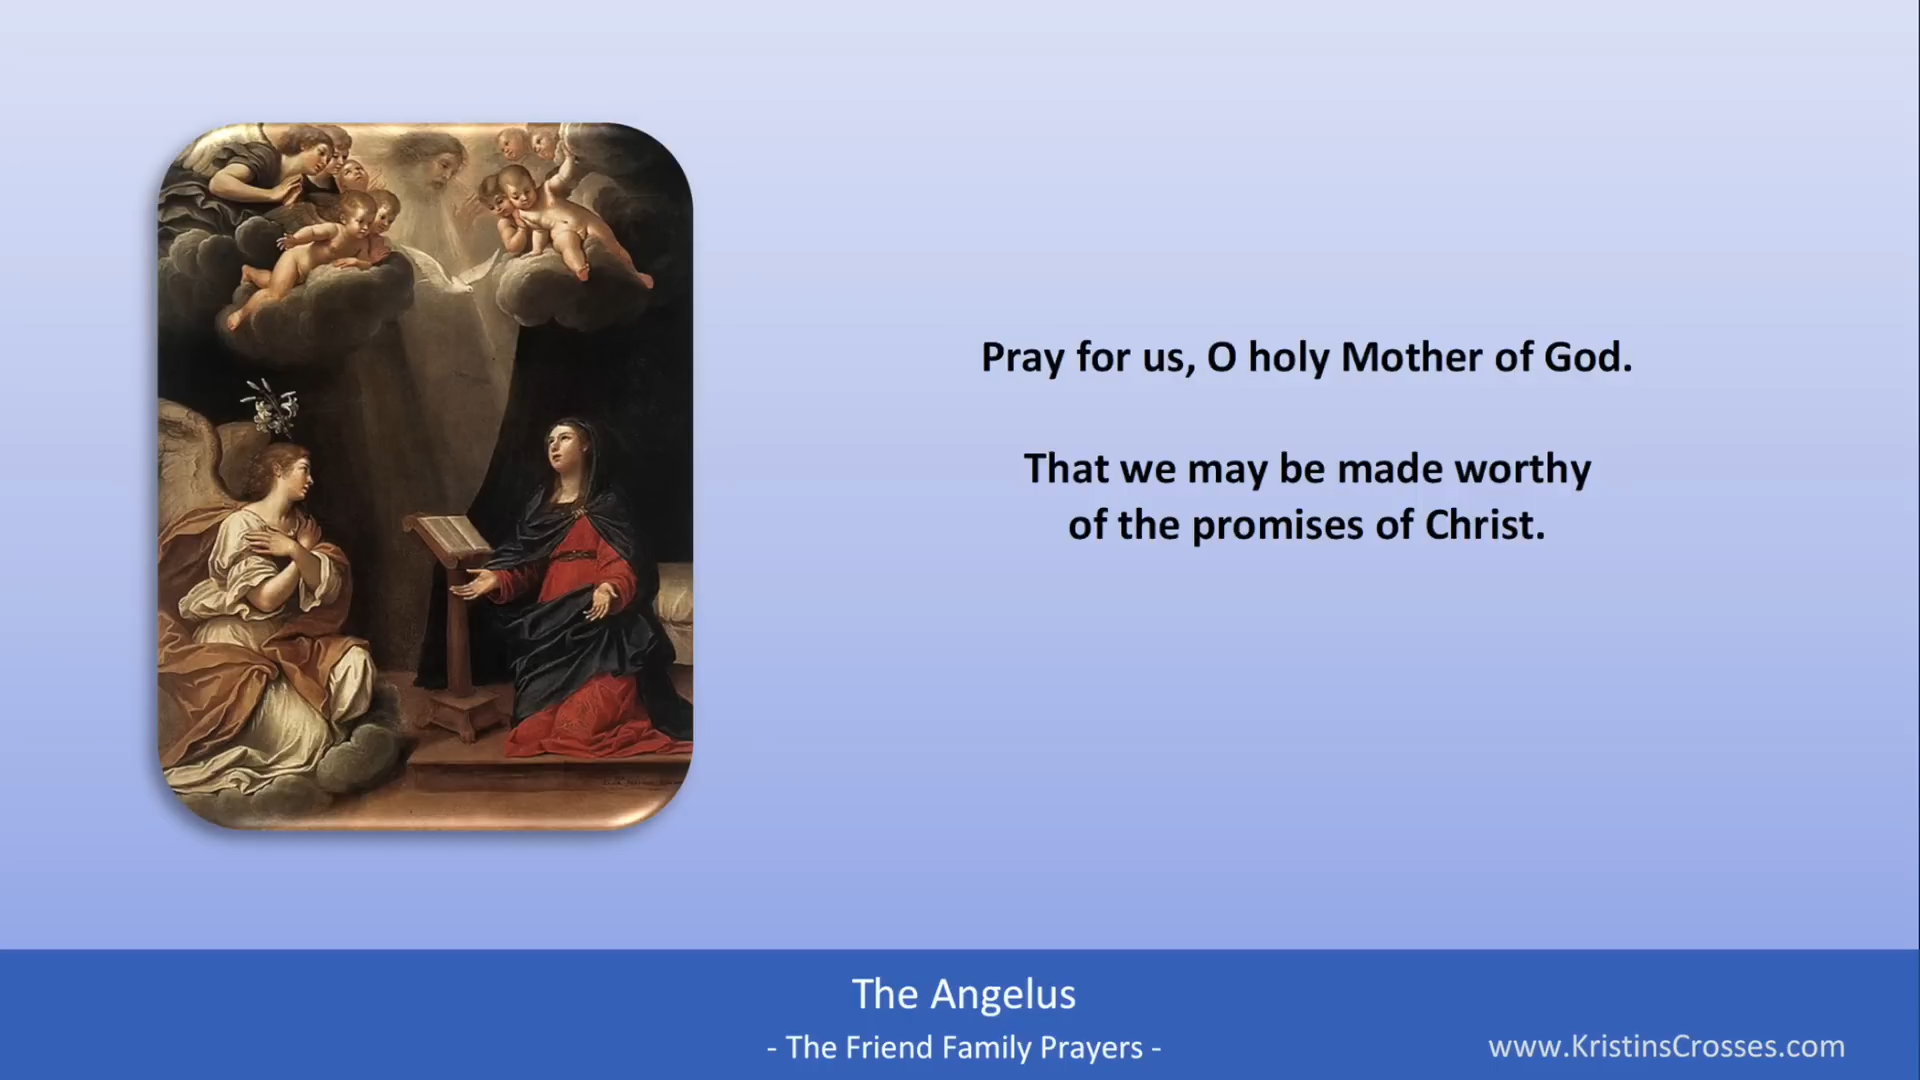 Pray for us, O holy Mother of God.
That we may be made worthy
of the promises of Christ.
The Angelus
- The Friend Family Prayers -
www.KristinsCrosses.com